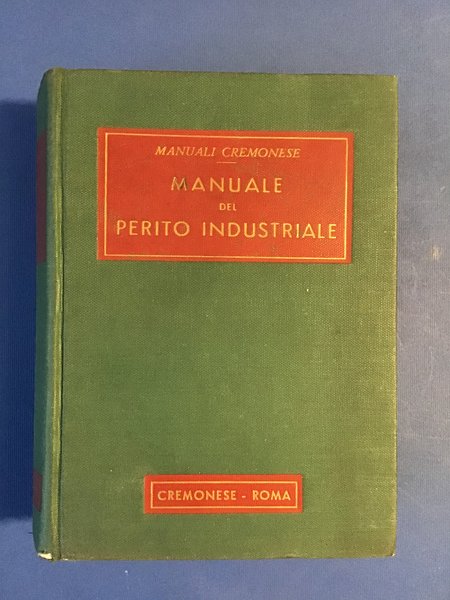 MANUALI CREMONESE
MANUALE
DEL
PERITO INDUSTRIALE
CREMONESE - ROMA